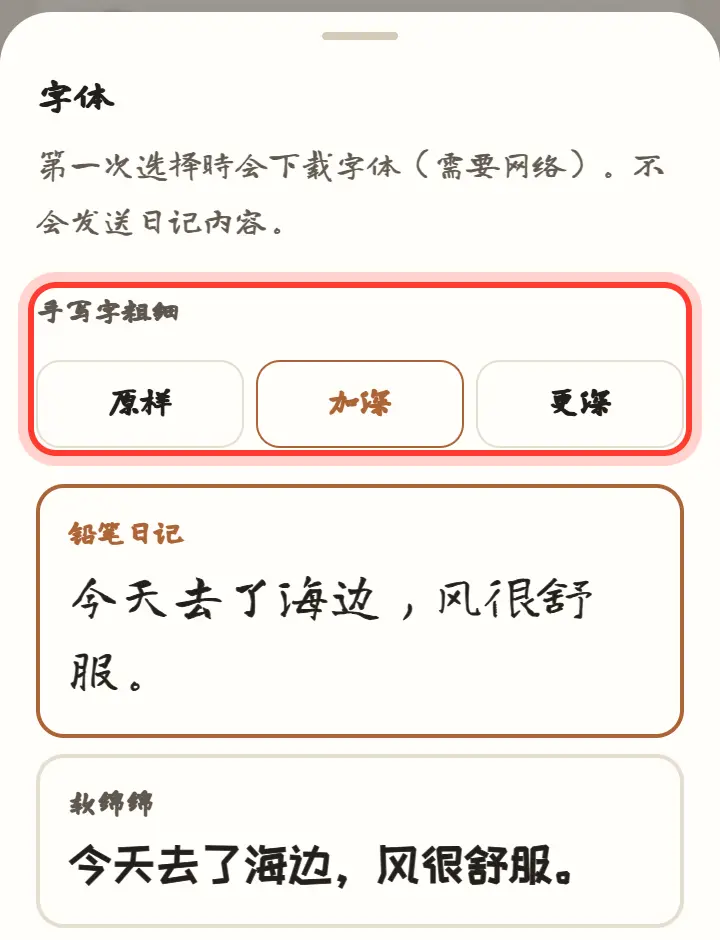 字体
第一次选择時会下载字体（需要网络）。不
会发送日记内容。
手写字粗细
原样
加深
更深
铅笔日记
今天去了海边，风很舒
服。
软绵绵
今天去了海边，风很舒服。